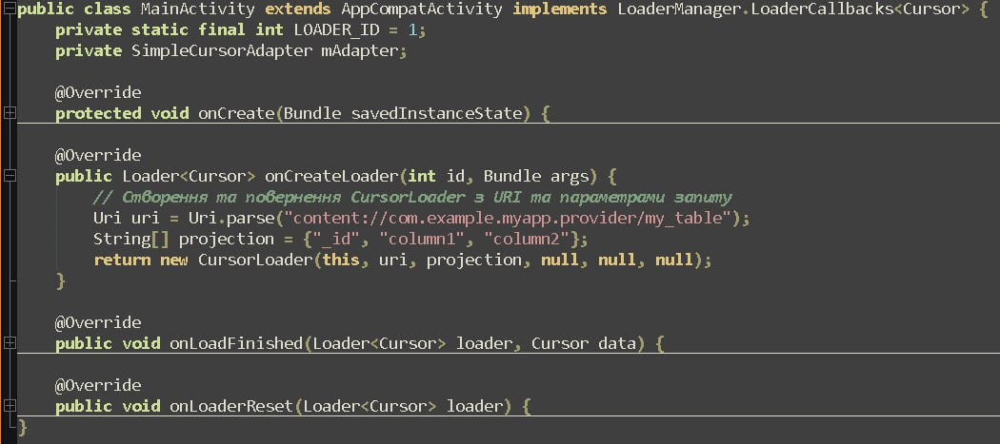 public class MainActivity extends AppCompatActivity implements LoaderManager.LoaderCallbacks<Cursor> {
    private static final int LOADER_ID = 1;
    private SimpleCursorAdapter mAdapter;
    @Override
    protected void onCreate(Bundle savedInstanceState) {
    @Override
    public Loader<Cursor> onCreateLoader(int id, Bundle args) {
        // Створення та повернення CursorLoader з URI та параметрами запиту
        Uri uri = Uri.parse("content://com.example.myapp.provider/my_table");
        String[] projection = {"_id", "column1", "column2"};
        return new CursorLoader(this, uri, projection, null, null, null);
    }
    @Override
    public void onLoadFinished(Loader<Cursor> loader, Cursor data) {
    @Override
    public void onLoaderReset(Loader<Cursor> loader) {
}